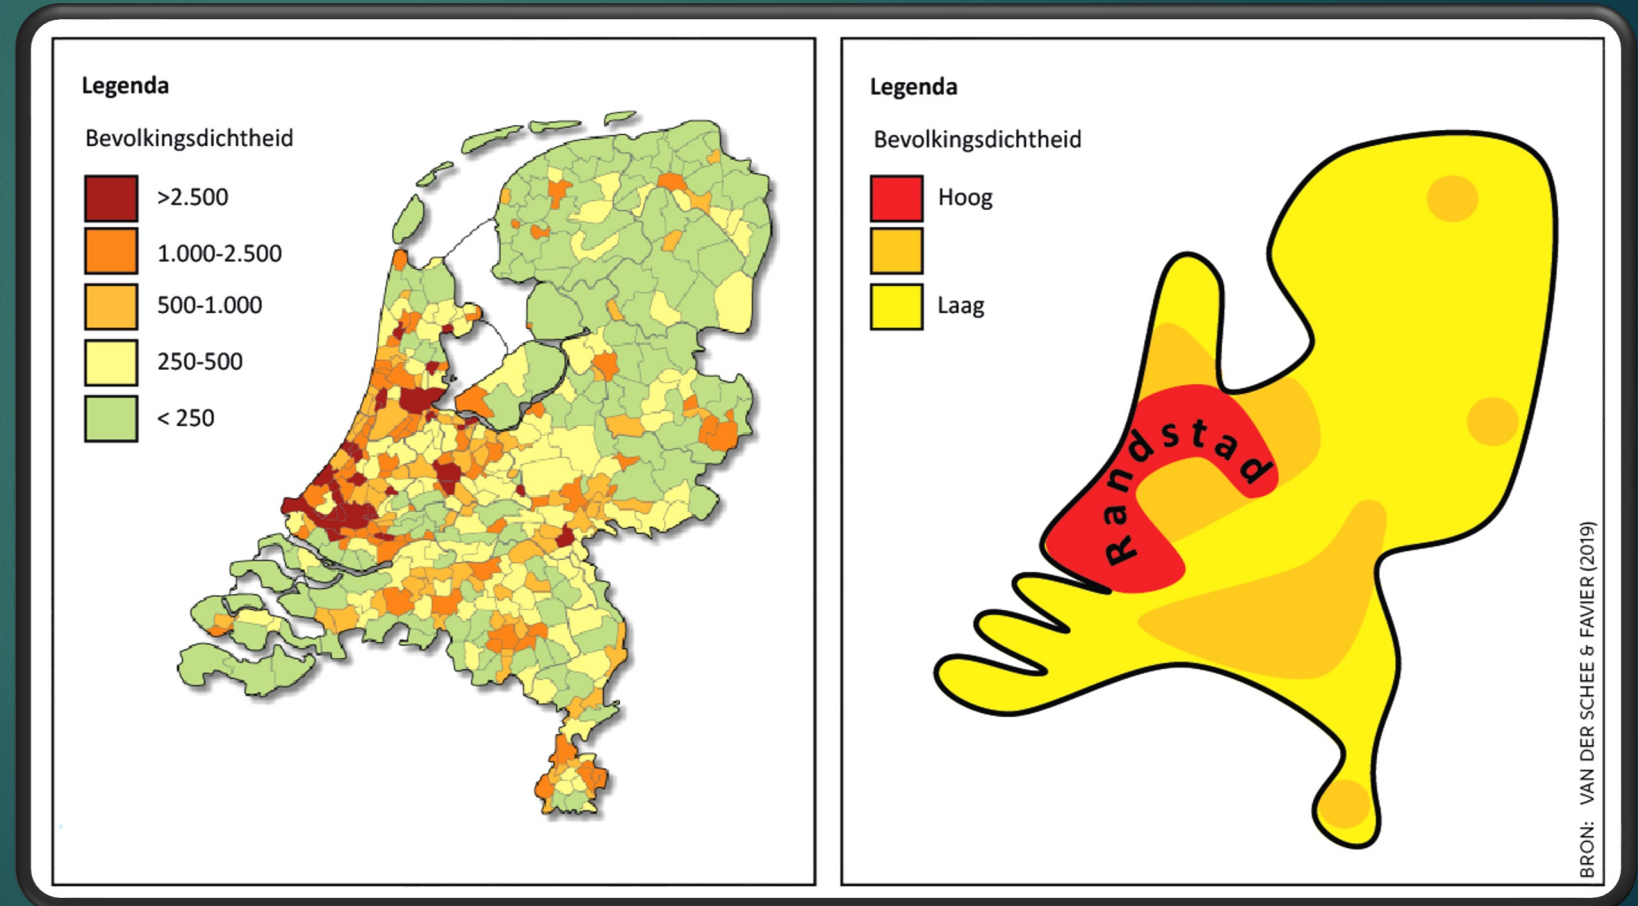 Legenda
Bevolkingsdichtheid
>2.500
1.000-2.500
500-1.000
250-500
< 250
Legenda
Bevolkingsdichtheid
Hoog
Laag
Randstad
BRON: VAN DER SCHEE & FAVIER (2019)